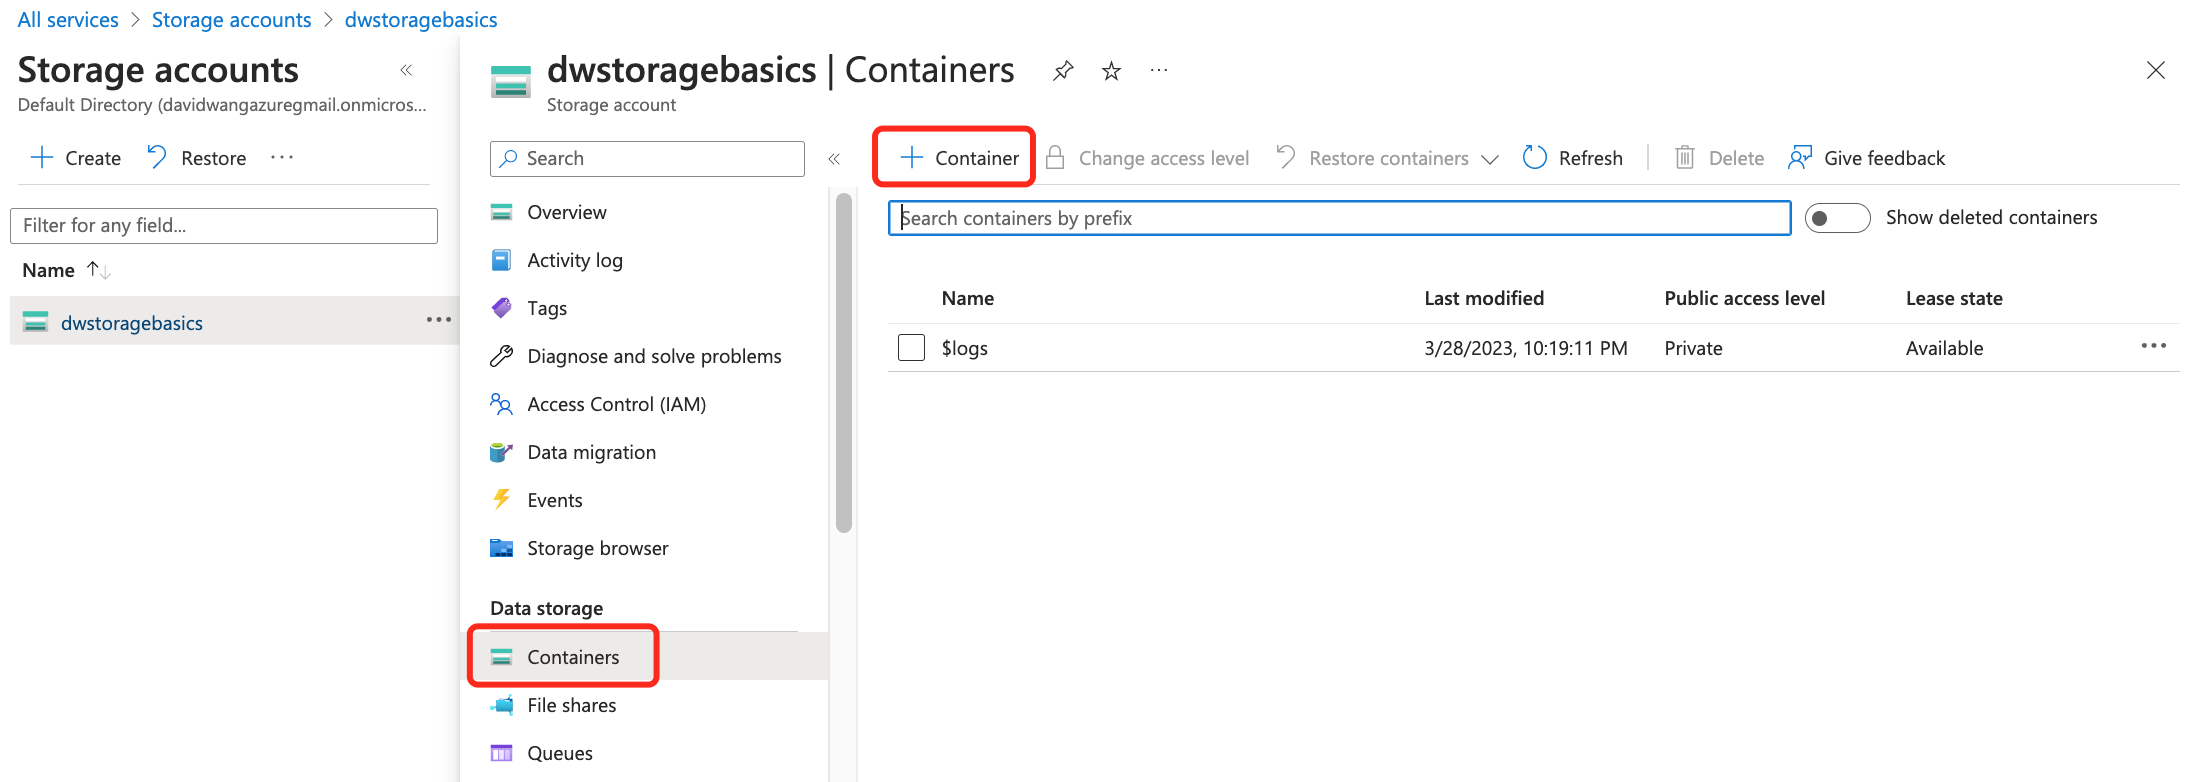 All services > Storage accounts > dwstoragebasics
Storage accounts
Default Directory (davidwangazuregmail.onmicros...
Create Restore ...
Filter for any field...
Name
dwstoragebasics
dwstoragebasics | Containers
Storage account
Search
Overview
Activity log
Tags
Diagnose and solve problems
Access Control (IAM)
Data migration
Events
Storage browser
Data storage
Containers
File shares
Queues
Container Change access level Restore containers Refresh Delete Give feedback
Search containers by prefix Show deleted containers
Name Last modified Public access level Lease state
$logs 3/28/2023, 10:19:11 PM Private Available